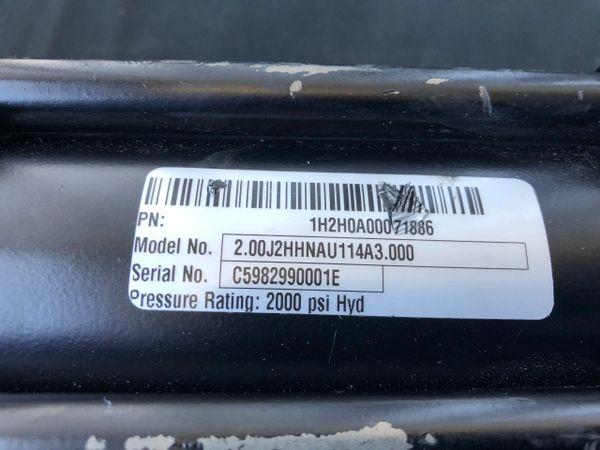 PN: 1H2H0A00071886
Model No. 2.00J2HHNAU114A3.000
Serial No. C5982990001E
Pressure Rating: 2000 psi Hyd